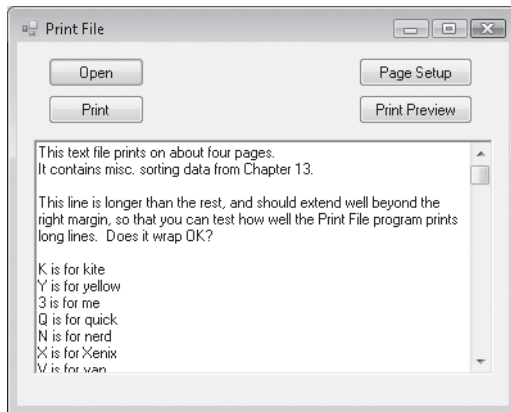 Print File
Open
Page Setup
Print
Print Preview
This text file prints on about four pages.
It contains misc. sorting data from Chapter 13.
This line is longer than the rest, and should extend well beyond the
right margin, so that you can test how well the Print File program prints
long lines.  Does it wrap OK?
K is for kite
Y is for yellow
3 is for me
Q is for quick
N is for nerd
X is for Xenix
V is for van